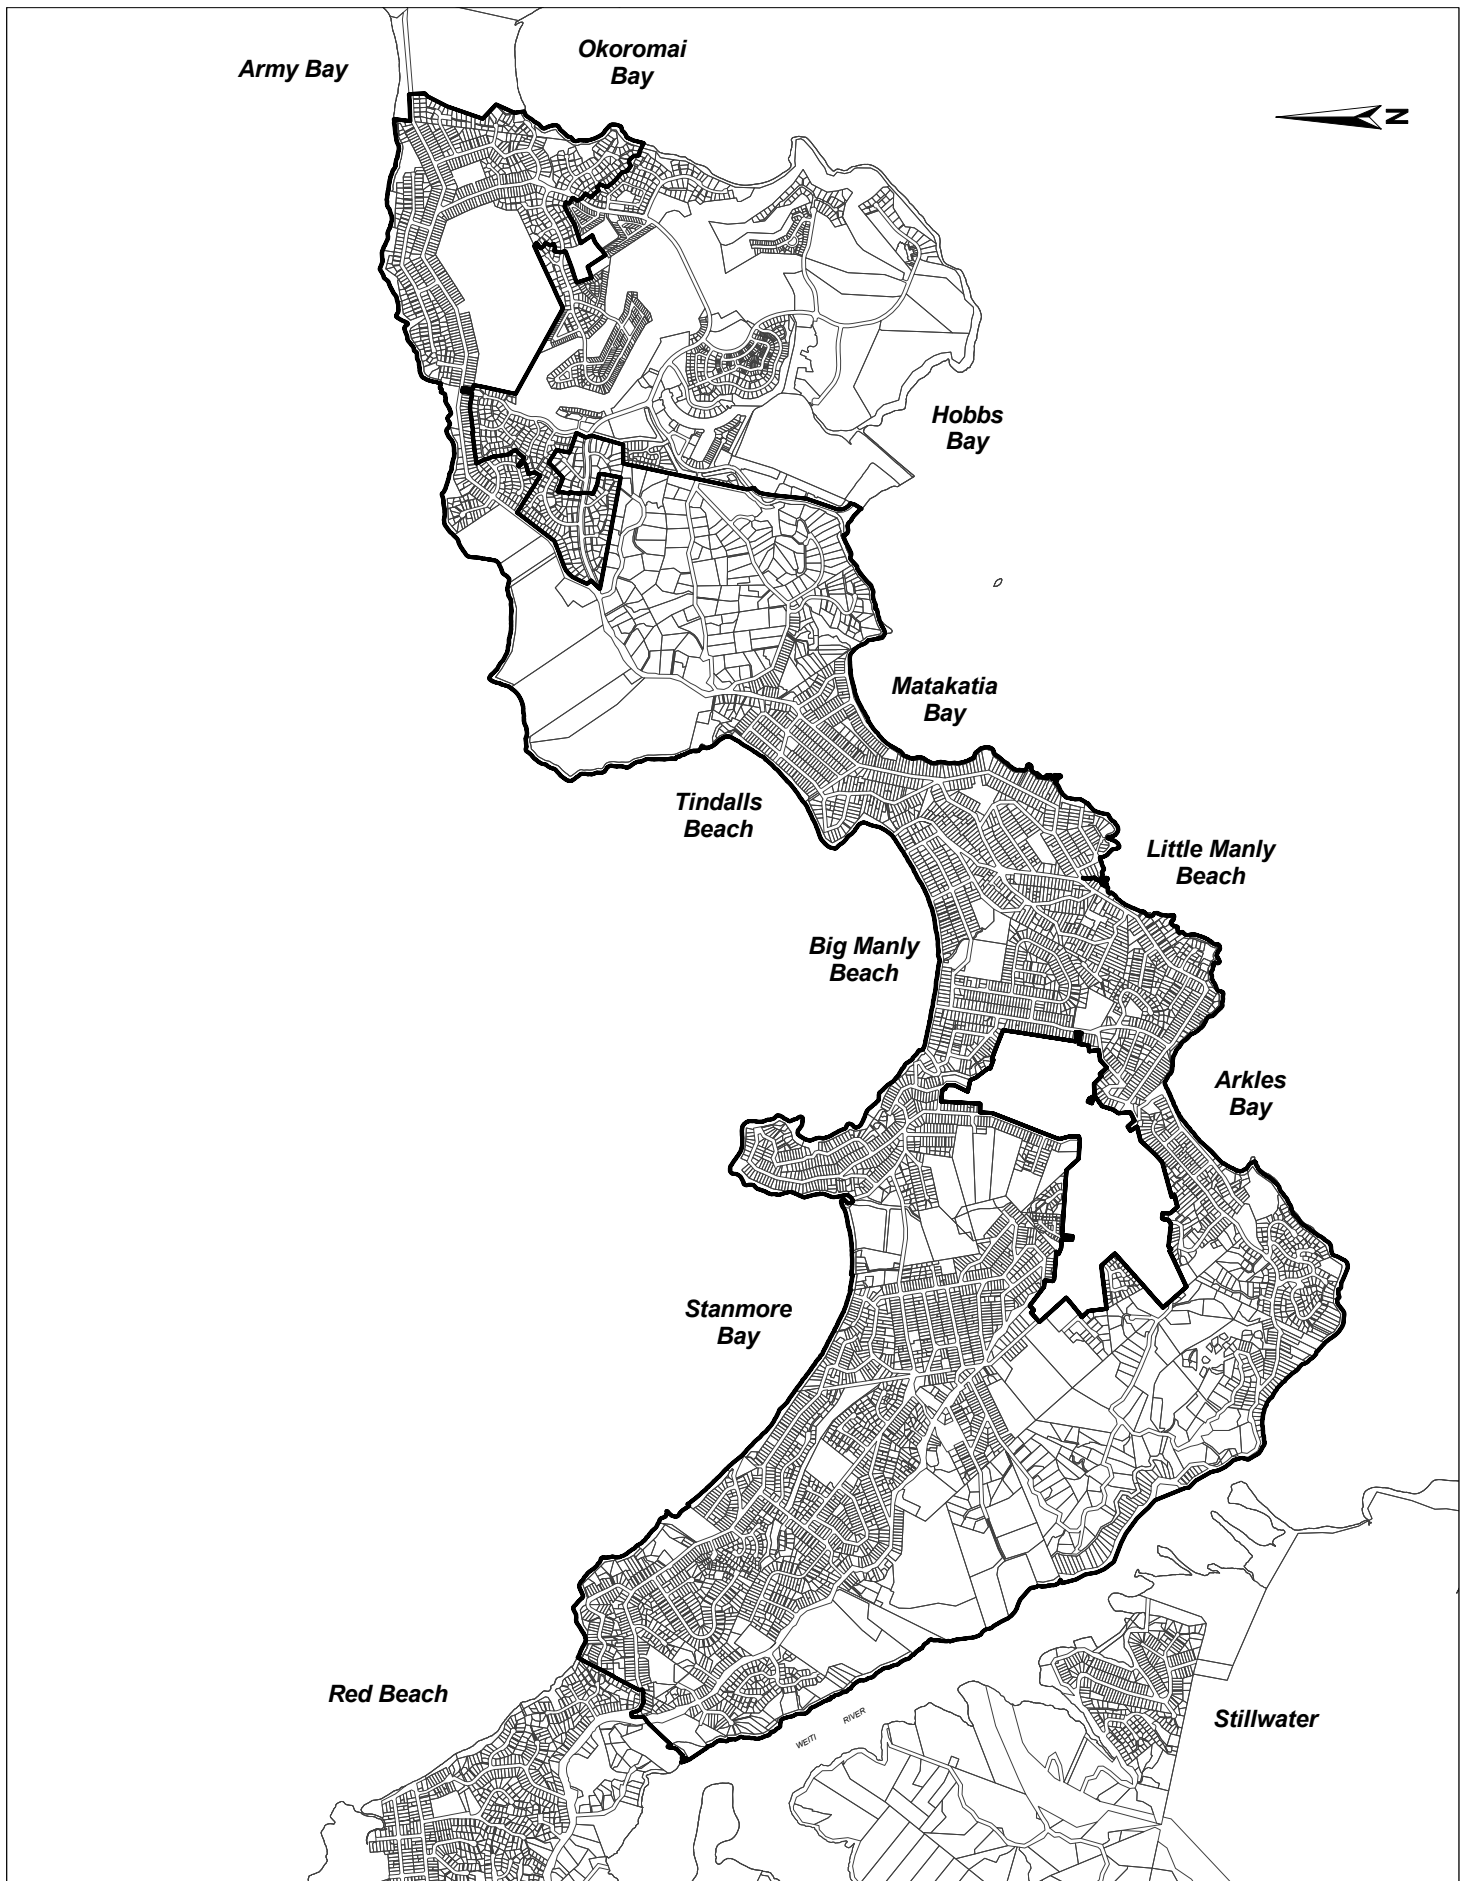 Okoromai
Bay
Army Bay
N
Hobbs
Bay
Matakatia
Bay
Tindalls
Beach
Little Manly
Beach
Big Manly
Beach
Arkles
Bay
Stanmore
Bay
Red Beach
WEITI RIVER
Stillwater